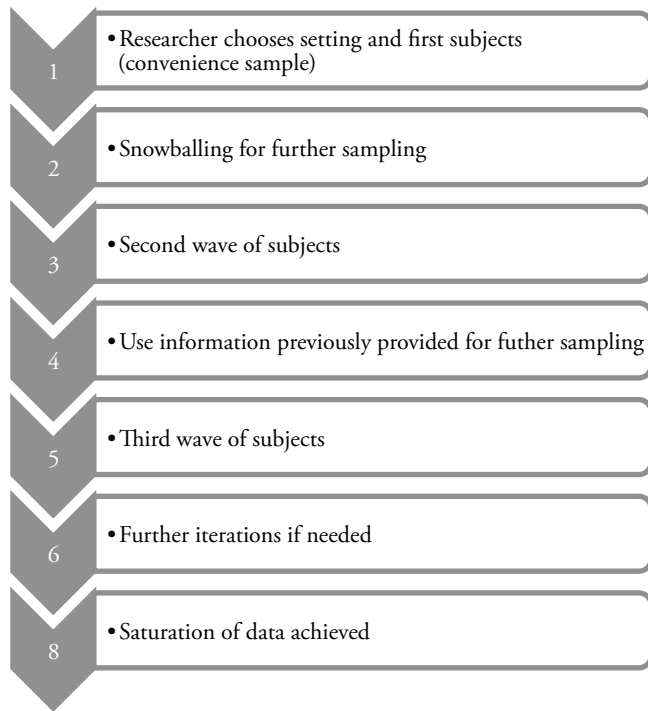 1
•Researcher chooses setting and first subjects
(convenience sample)
2
•Snowballing for further sampling
3
•Second wave of subjects
4
•Use information previously provided for futher sampling
5
•Third wave of subjects
6
•Further iterations if needed
8
•Saturation of data achieved